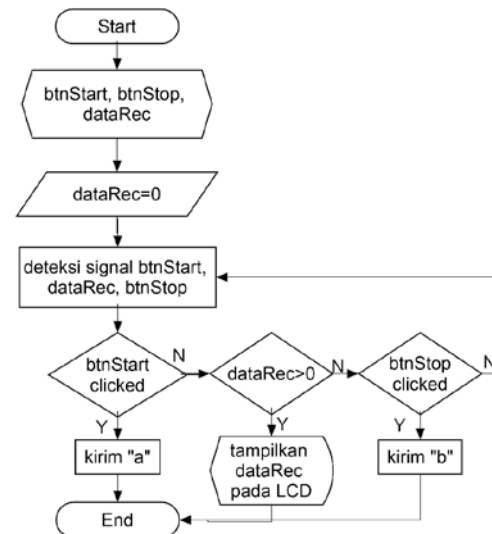 Start
btnStart, btnStop,
dataRec
dataRec=0
deteksi signal btnStart,
dataRec, btnStop
btnStart
clicked
N
dataRec>0
N
btnStop
clicked
N
Y
Y
Y
kirim "a"
tampilkan
dataRec
pada LCD
kirim "b"
End